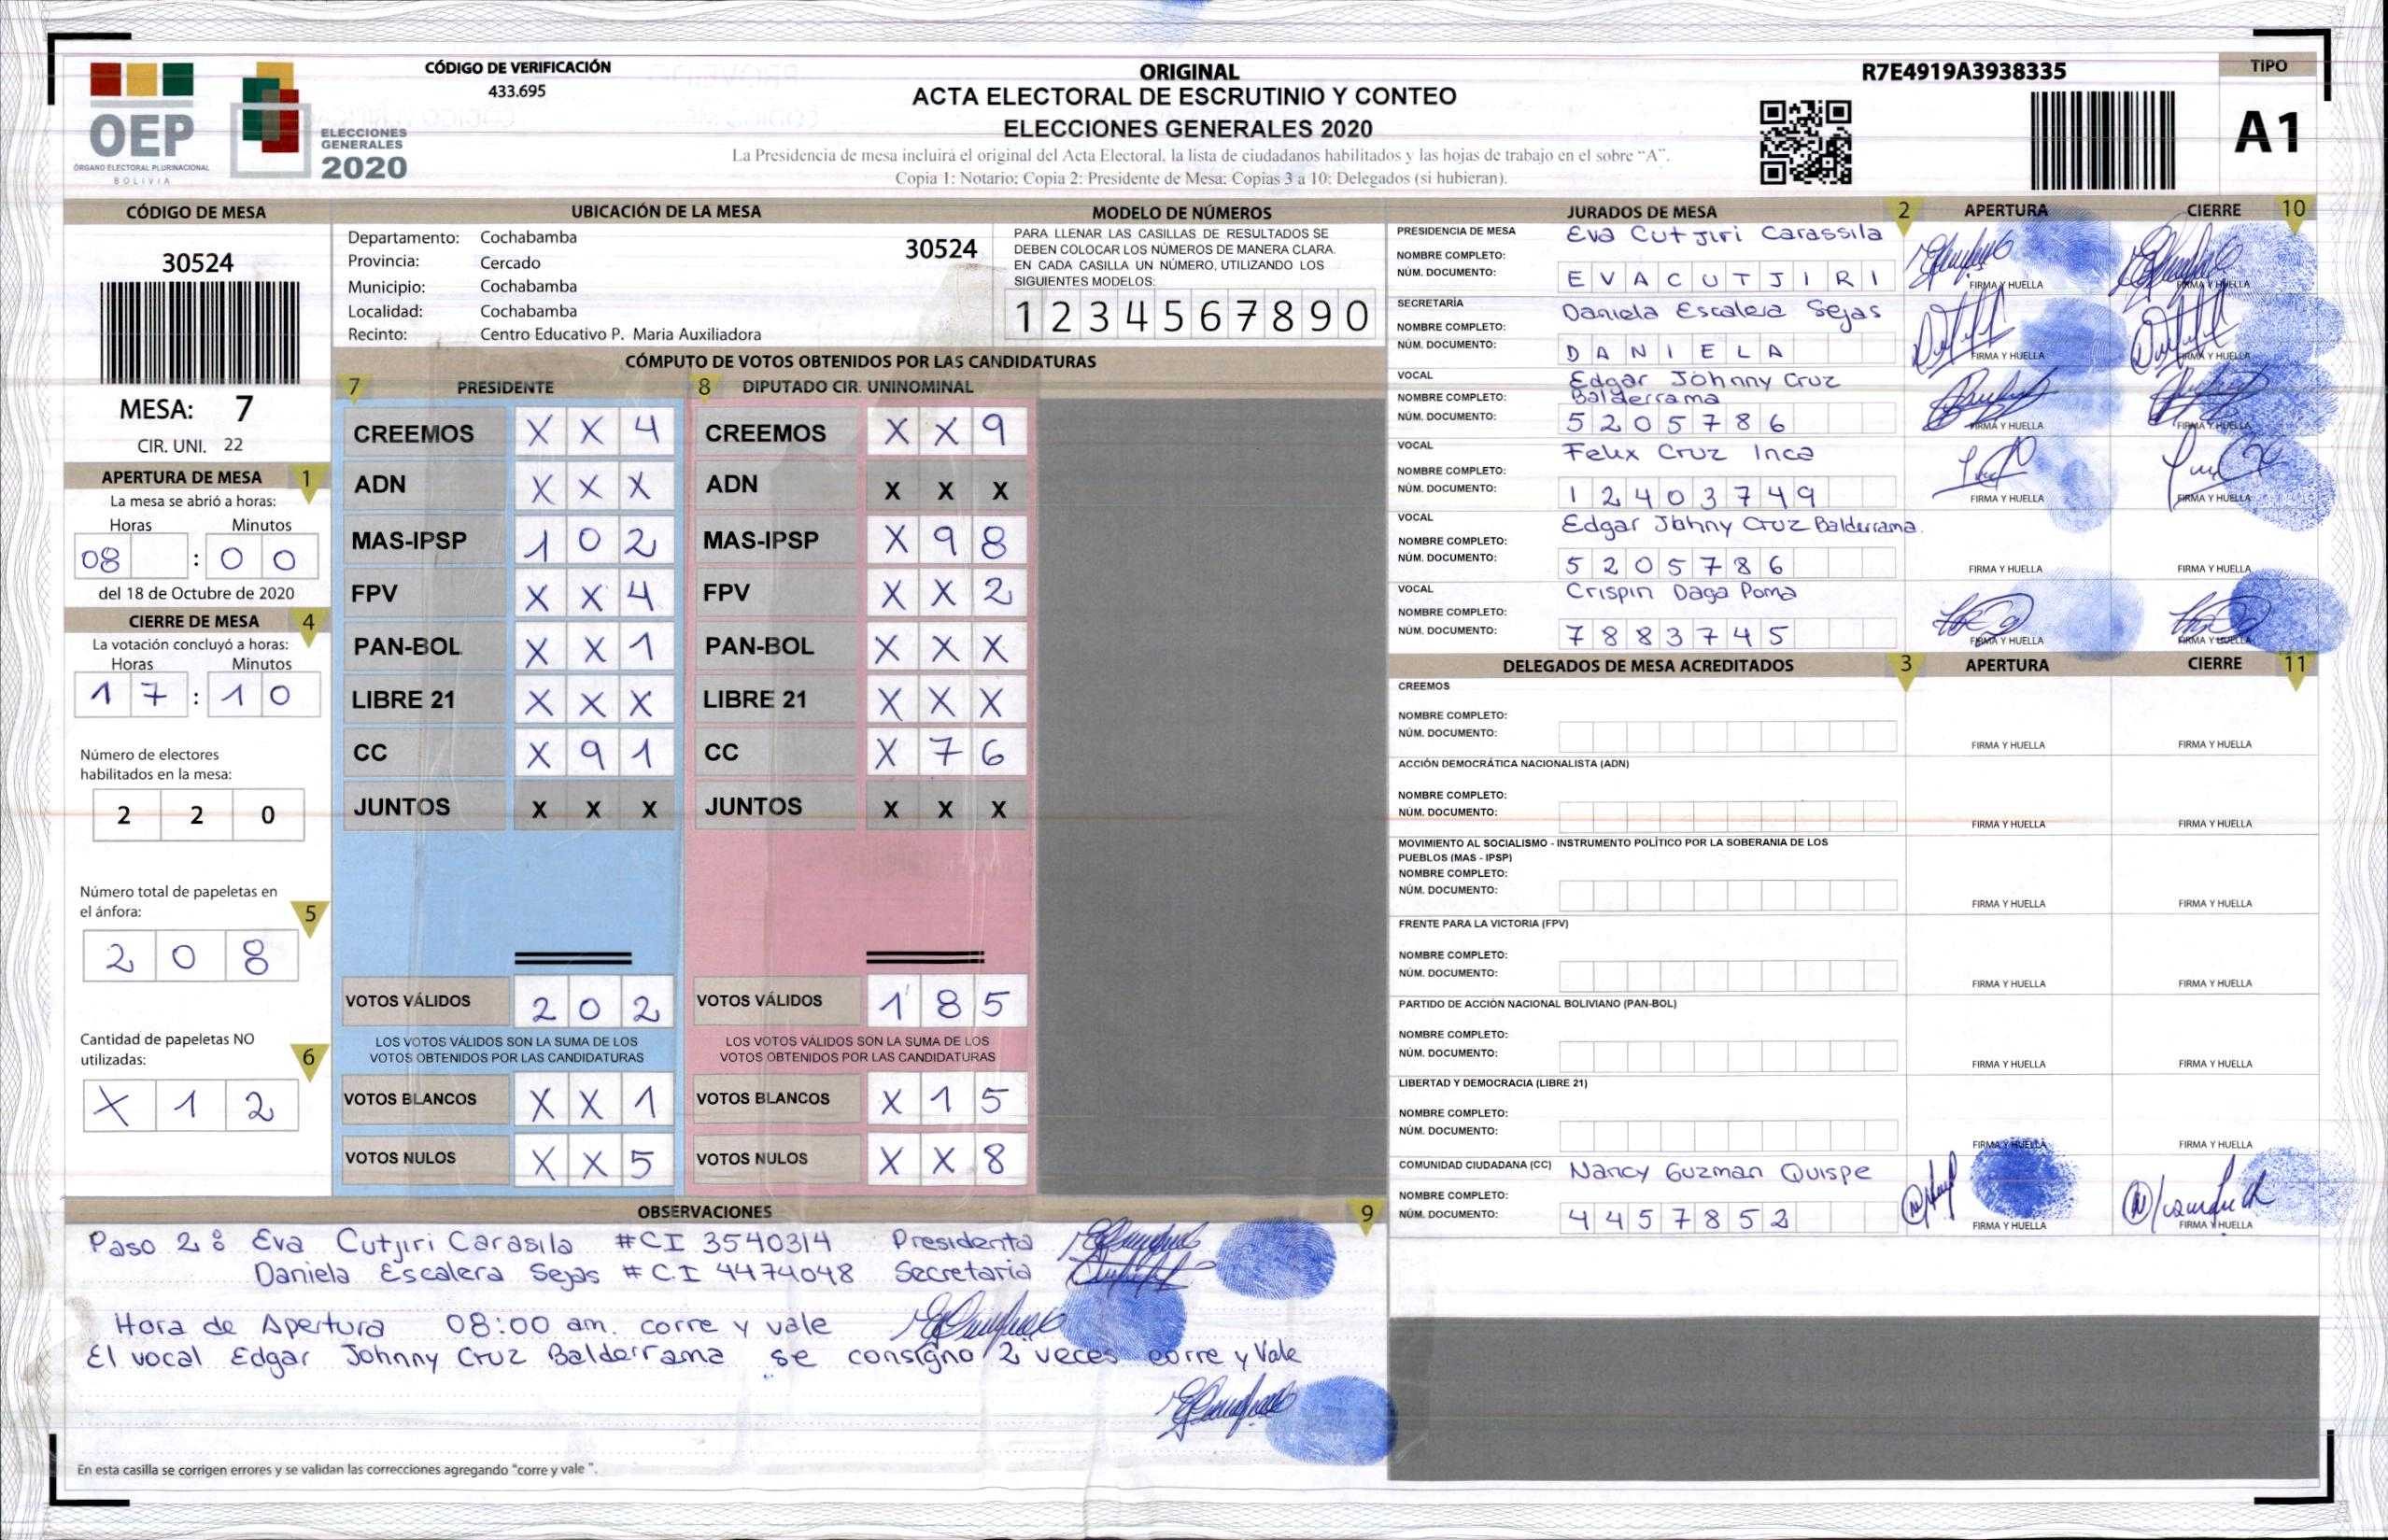 CÓDIGO DE VERIFICACIÓN
433.695
ORIGINAL
ACTA ELECTORAL DE ESCRUTINIO Y CONTEO
ELECCIONES GENERALES 2020
La Presidencia de mesa incluirá el original del Acta Electoral, la lista de ciudadanos habilitados y las hojas de trabajo en el sobre "A".
Copia 1: Notario; Copia 2: Presidente de Mesa; Copias 3 a 10: Delegados (si hubieran).
R7E4919A3938335
TIPO
A1
OEP
ÓRGANO ELECTORAL PLURINACIONAL
BOLIVIA
ELECCIONES
GENERALES
2020
CÓDIGO DE MESA
30524
MESA: 7
CIR. UNI. 22
APERTURA DE MESA 1
La mesa se abrió a horas:
Horas Minutos
08 : 0 0
del 18 de Octubre de 2020
CIERRE DE MESA 4
La votación concluyó a horas:
Horas Minutos
1 7 : 1 0
Número de electores
habilitados en la mesa:
2 2 0
Número total de papeletas en
el ánfora: 5
2 0 8
Cantidad de papeletas NO
utilizadas: 6
X 1 2
UBICACIÓN DE LA MESA
Departamento: Cochabamba
Provincia: Cercado
Municipio: Cochabamba
Localidad: Cochabamba
Recinto: Centro Educativo P. Maria Auxiliadora
30524
MODELO DE NÚMEROS
PARA LLENAR LAS CASILLAS DE RESULTADOS SE
DEBEN COLOCAR LOS NÚMEROS DE MANERA CLARA.
EN CADA CASILLA UN NÚMERO, UTILIZANDO LOS
SIGUIENTES MODELOS:
1 2 3 4 5 6 7 8 9 0
CÓMPUTO DE VOTOS OBTENIDOS POR LAS CANDIDATURAS
7 PRESIDENTE
CREEMOS X X 4
ADN X X X
MAS-IPSP 1 0 2
FPV X X 4
PAN-BOL X X 1
LIBRE 21 X X X
CC X 9 1
JUNTOS X X X
VOTOS VÁLIDOS 2 0 2
LOS VOTOS VÁLIDOS SON LA SUMA DE LOS
VOTOS OBTENIDOS POR LAS CANDIDATURAS
VOTOS BLANCOS X X 1
VOTOS NULOS X X 5
8 DIPUTADO CIR. UNINOMINAL
CREEMOS X X 9
ADN X X X
MAS-IPSP X 9 8
FPV X X 2
PAN-BOL X X X
LIBRE 21 X X X
CC X 7 6
JUNTOS X X X
VOTOS VÁLIDOS 1 8 5
LOS VOTOS VÁLIDOS SON LA SUMA DE LOS
VOTOS OBTENIDOS POR LAS CANDIDATURAS
VOTOS BLANCOS X 1 5
VOTOS NULOS X X 8
JURADOS DE MESA 2 APERTURA CIERRE 10
PRESIDENCIA DE MESA Eva Cutjiri Carassila
NOMBRE COMPLETO:
NÚM. DOCUMENTO: E V A C U T J I R I
FIRMA Y HUELLA FIRMA Y HUELLA
SECRETARÍA Daniela Escalera Sejas
NOMBRE COMPLETO:
NÚM. DOCUMENTO: D A N I E L A
FIRMA Y HUELLA FIRMA Y HUELLA
VOCAL Edgar Johnny Cruz
NOMBRE COMPLETO: Balderrama
NÚM. DOCUMENTO: 5 2 0 5 7 8 6
FIRMA Y HUELLA FIRMA Y HUELLA
VOCAL Felix Cruz Inca
NOMBRE COMPLETO:
NÚM. DOCUMENTO: 1 2 4 0 3 7 4 9
FIRMA Y HUELLA FIRMA Y HUELLA
VOCAL Edgar Johny Cruz Balderrama.
NOMBRE COMPLETO:
NÚM. DOCUMENTO: 5 2 0 5 7 8 6
FIRMA Y HUELLA FIRMA Y HUELLA
VOCAL Crispin Daga Poma
NOMBRE COMPLETO:
NÚM. DOCUMENTO: 7 8 8 3 7 4 5
FIRMA Y HUELLA FIRMA Y HUELLA
DELEGADOS DE MESA ACREDITADOS 3 APERTURA CIERRE 11
CREEMOS
NOMBRE COMPLETO:
NÚM. DOCUMENTO:
FIRMA Y HUELLA FIRMA Y HUELLA
ACCIÓN DEMOCRÁTICA NACIONALISTA (ADN)
NOMBRE COMPLETO:
NÚM. DOCUMENTO:
FIRMA Y HUELLA FIRMA Y HUELLA
MOVIMIENTO AL SOCIALISMO - INSTRUMENTO POLÍTICO POR LA SOBERANIA DE LOS
PUEBLOS (MAS - IPSP)
NOMBRE COMPLETO:
NÚM. DOCUMENTO:
FIRMA Y HUELLA FIRMA Y HUELLA
FRENTE PARA LA VICTORIA (FPV)
NOMBRE COMPLETO:
NÚM. DOCUMENTO:
FIRMA Y HUELLA FIRMA Y HUELLA
PARTIDO DE ACCIÓN NACIONAL BOLIVIANO (PAN-BOL)
NOMBRE COMPLETO:
NÚM. DOCUMENTO:
FIRMA Y HUELLA FIRMA Y HUELLA
LIBERTAD Y DEMOCRACIA (LIBRE 21)
NOMBRE COMPLETO:
NÚM. DOCUMENTO:
FIRMA Y HUELLA FIRMA Y HUELLA
COMUNIDAD CIUDADANA (CC) Nancy Guzman Quispe
NOMBRE COMPLETO:
NÚM. DOCUMENTO: 4 4 5 7 8 5 2
FIRMA Y HUELLA FIRMA Y HUELLA
OBSERVACIONES 9
Paso 2: Eva Cutjiri Carasila #CI 3540314 Presidenta
Daniela Escalera Sejas #C.I 4474048 Secretaria
Hora de Apertura 08:00 am. corre y vale
El vocal Edgar Johnny Cruz Balderrama se consigno 2 veces corre y Vale
En esta casilla se corrigen errores y se validan las correcciones agregando "corre y vale".